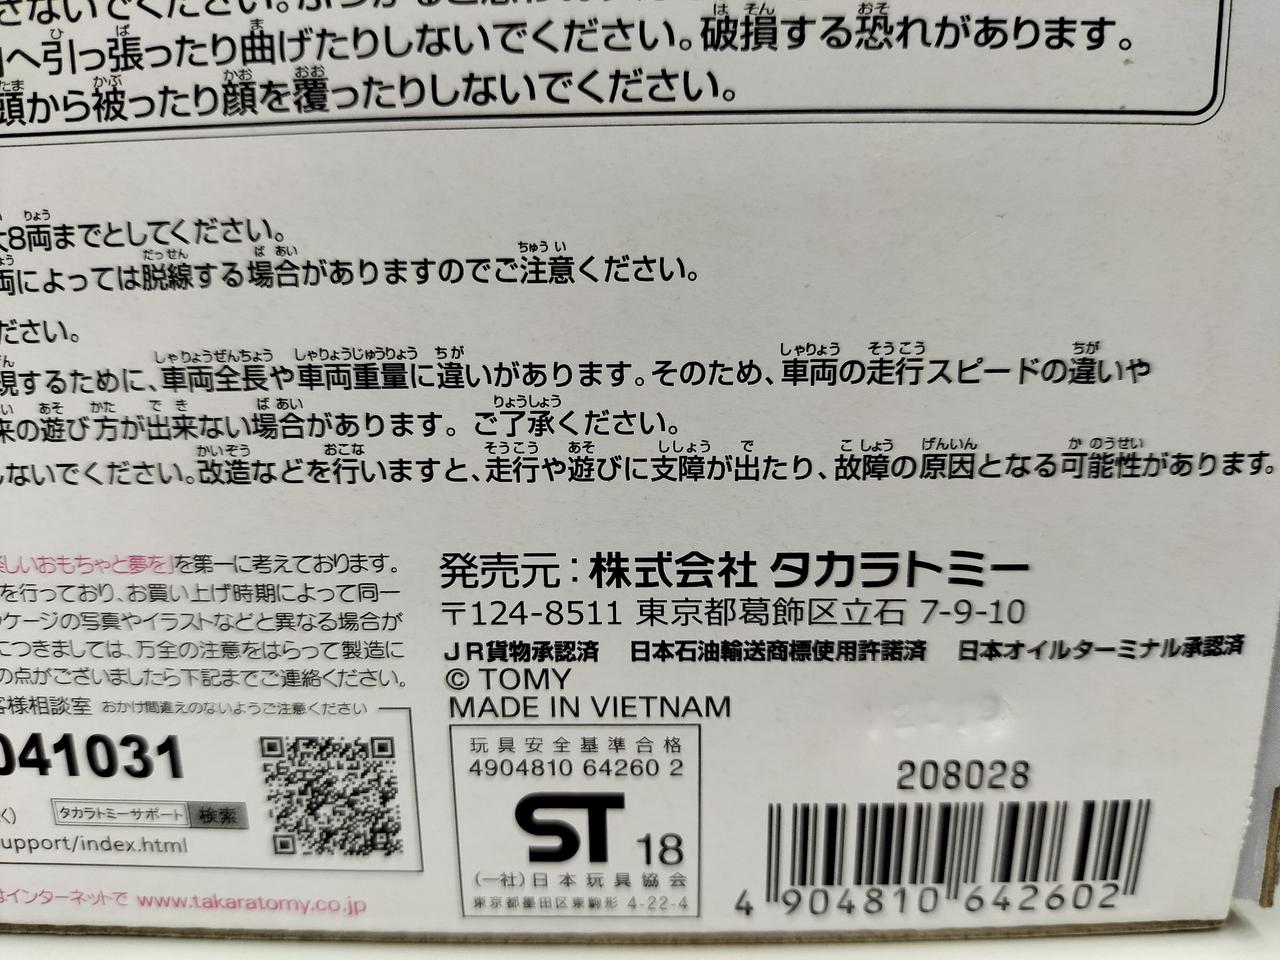 さないでください。
へ引っ張ったり曲げたりしないでください。破損する恐れがあります。
頭から被ったり顔を覆ったりしないでください。
大8両までとしてください。
両によっては脱線する場合がありますのでご注意ください。
ださい。
現するために、車両全長や車両重量に違いがあります。そのため、車両の走行スピードの違いや
来の遊び方が出来ない場合があります。ご了承ください。
しないでください。改造などを行いますと、走行や遊びに支障が出たり、故障の原因となる可能性があります。
楽しいおもちゃと夢を」を第一に考えております。
を行っており、お買い上げ時期によって同一
ッケージの写真やイラストなどと異なる場合が
につきましては、万全の注意をはらって製造に
の点がございましたら下記までご連絡ください。
客様相談室 おかけ間違えのないようご注意ください
041031
く)
タカラトミーサポート 検索
upport/index.html
はインターネットで www.takaratomy.co.jp
発売元：株式会社 タカラトミー
〒124-8511 東京都葛飾区立石 7-9-10
JR貨物承認済 日本石油輸送商標使用許諾済 日本オイルターミナル承認済
© TOMY
MADE IN VIETNAM
玩具安全基準合格
4904810 64260 2
ST 18
(一社)日本玩具協会
東京都墨田区東駒形 4-22-4
208028
4 904810 642602